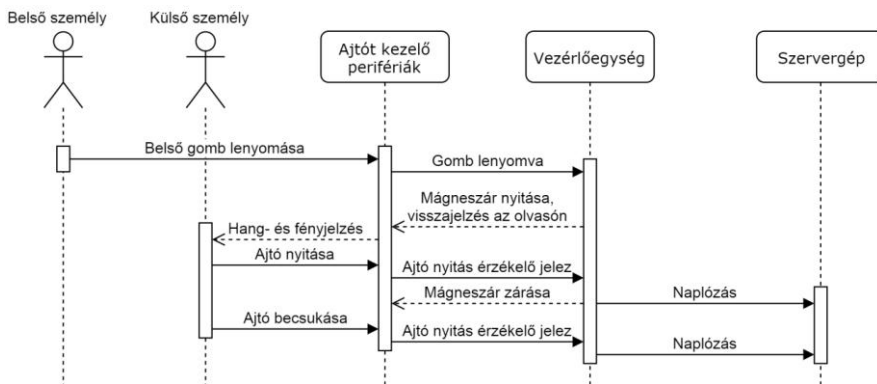 Belső személy
Külső személy
Ajtót kezelő
perifériák
Vezérlőegység
Szervergép
Belső gomb lenyomása
Gomb lenyomva
Mágneszár nyitása,
visszajelzés az olvasón
Hang- és fényjelzés
Ajtó nyitása
Ajtó nyitás érzékelő jelez
Mágneszár zárása
Naplózás
Ajtó becsukása
Ajtó nyitás érzékelő jelez
Naplózás